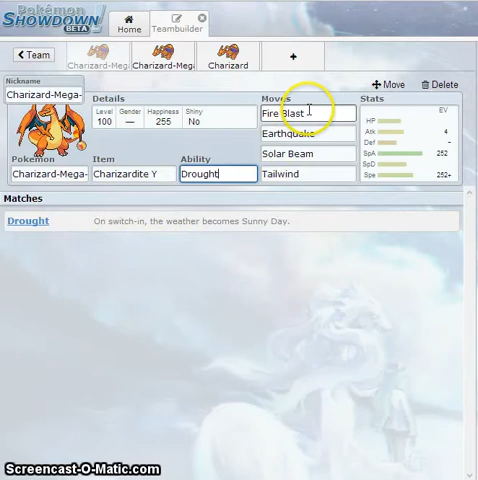 Pokémon
SHOWDOWN
BETA
Home
Teambuilder
Team
Charizard-Mega-
Charizard-Mega
Charizard
+
Move
Delete
Nickname
Charizard-Mega-
Details
Moves
Stats
Level
Gender
Happiness
Shiny
100
—
255
No
Fire Blast
Earthquake
Solar Beam
Tailwind
EV
HP
Atk 4
Def -
SpA 252
SpD
Spe 252+
Pokemon
Item
Ability
Charizard-Mega-
Charizardite Y
Drought
Matches
Drought
On switch-in, the weather becomes Sunny Day.
Screencast-O-Matic.com